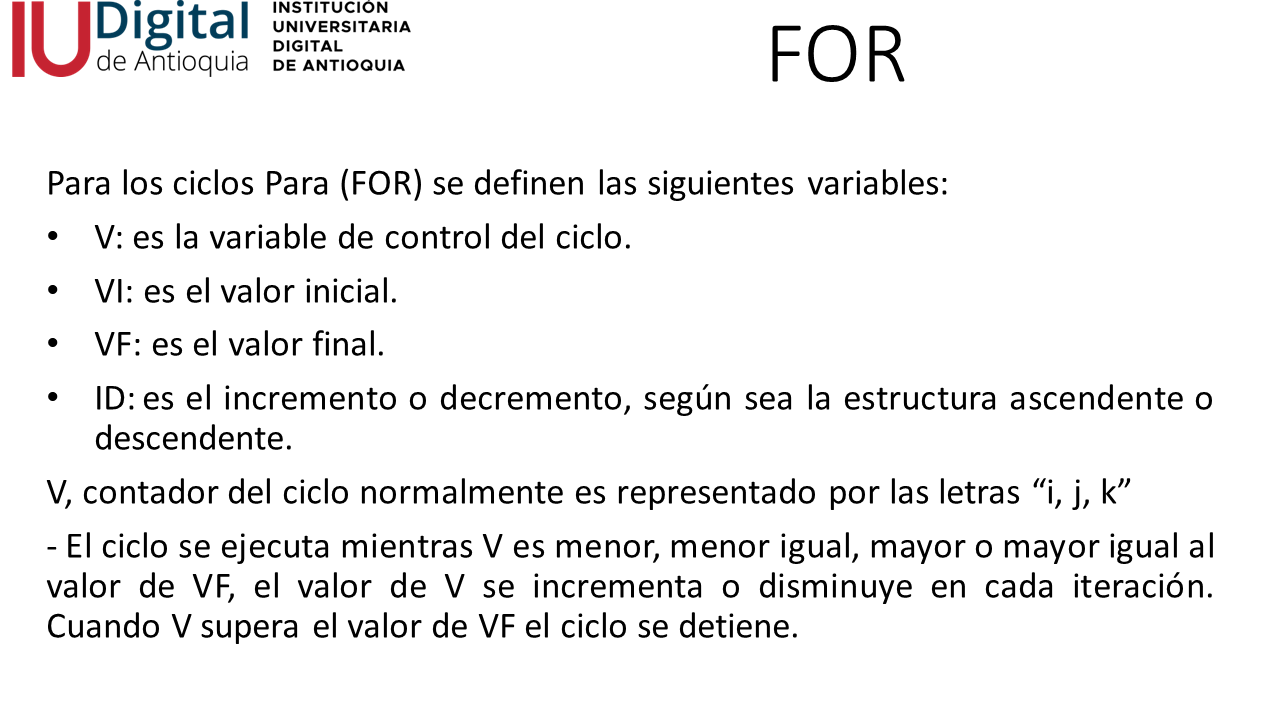 IU Digital
de Antioquia
INSTITUCIÓN
UNIVERSITARIA
DIGITAL
DE ANTIOQUIA
FOR
Para los ciclos Para (FOR) se definen las siguientes variables:
• V: es la variable de control del ciclo.
• VI: es el valor inicial.
• VF: es el valor final.
• ID: es el incremento o decremento, según sea la estructura ascendente o
descendente.
V, contador del ciclo normalmente es representado por las letras “i, j, k”
- El ciclo se ejecuta mientras V es menor, menor igual, mayor o mayor igual al
valor de VF, el valor de V se incrementa o disminuye en cada iteración.
Cuando V supera el valor de VF el ciclo se detiene.